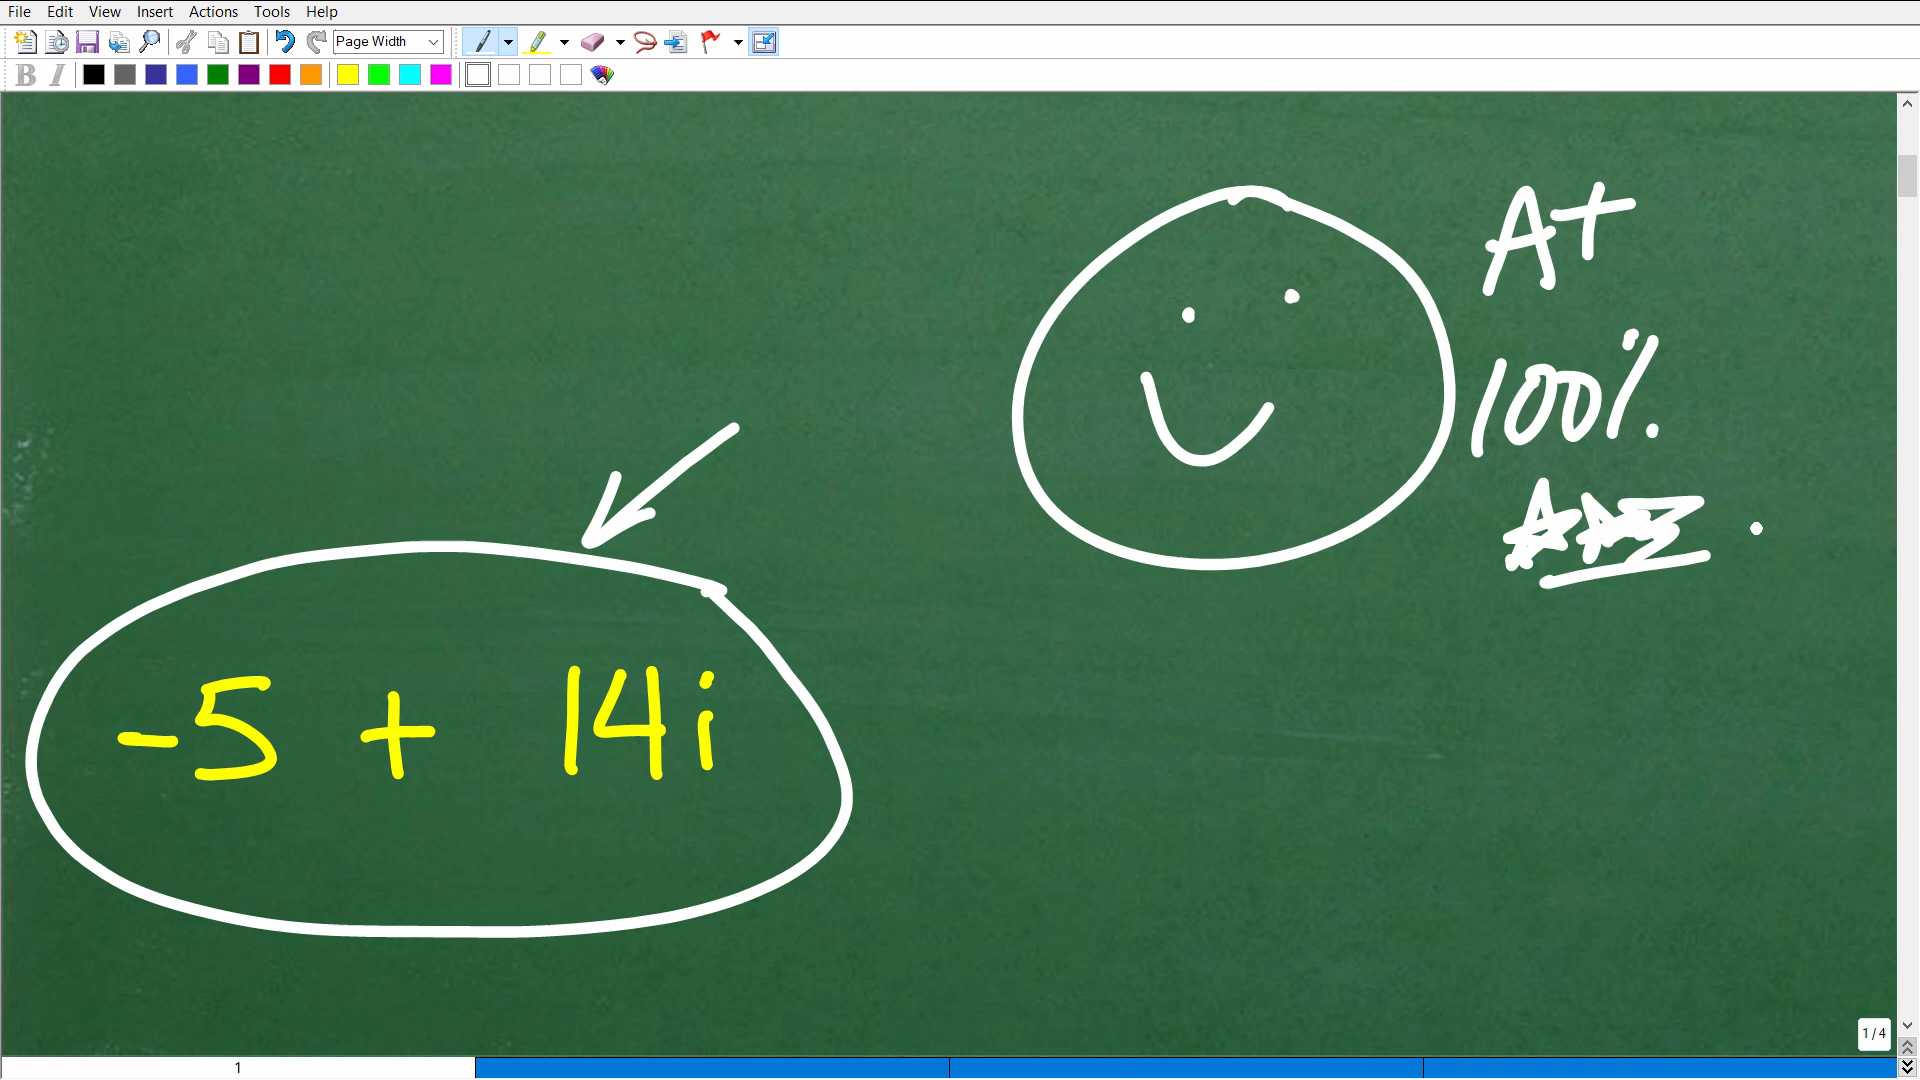 File Edit View Insert Actions Tools Help
Page Width
B I
A+
100%
-5 + 14i
1 / 4
1